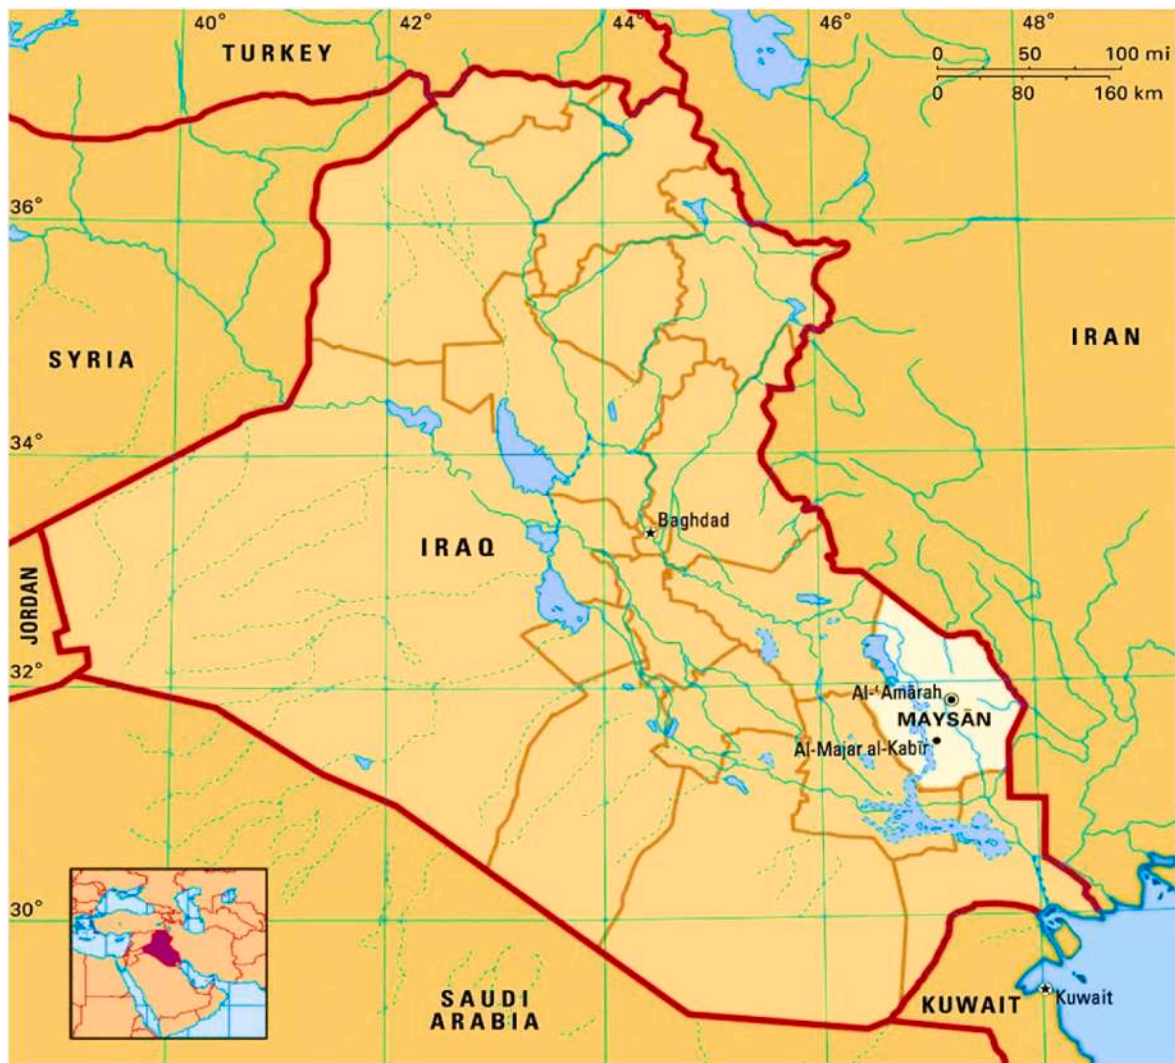 40°
42°
44°
46°
48°
TURKEY
0 50 100 mi
0 80 160 km
36°
SYRIA
IRAN
34°
Baghdad
IRAQ
JORDAN
32°
Al-‘Amārah
MAYSĀN
Al-Majar al-Kabīr
30°
SAUDI
ARABIA
KUWAIT
Kuwait